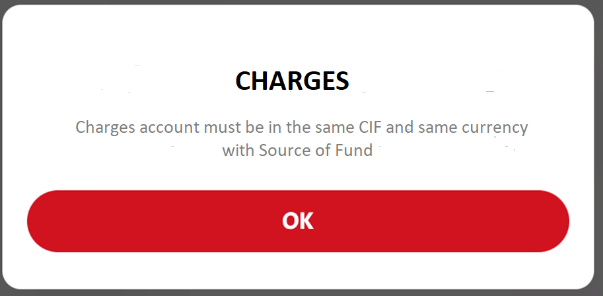 CHARGES
Charges account must be in the same CIF and same currency
with Source of Fund
OK